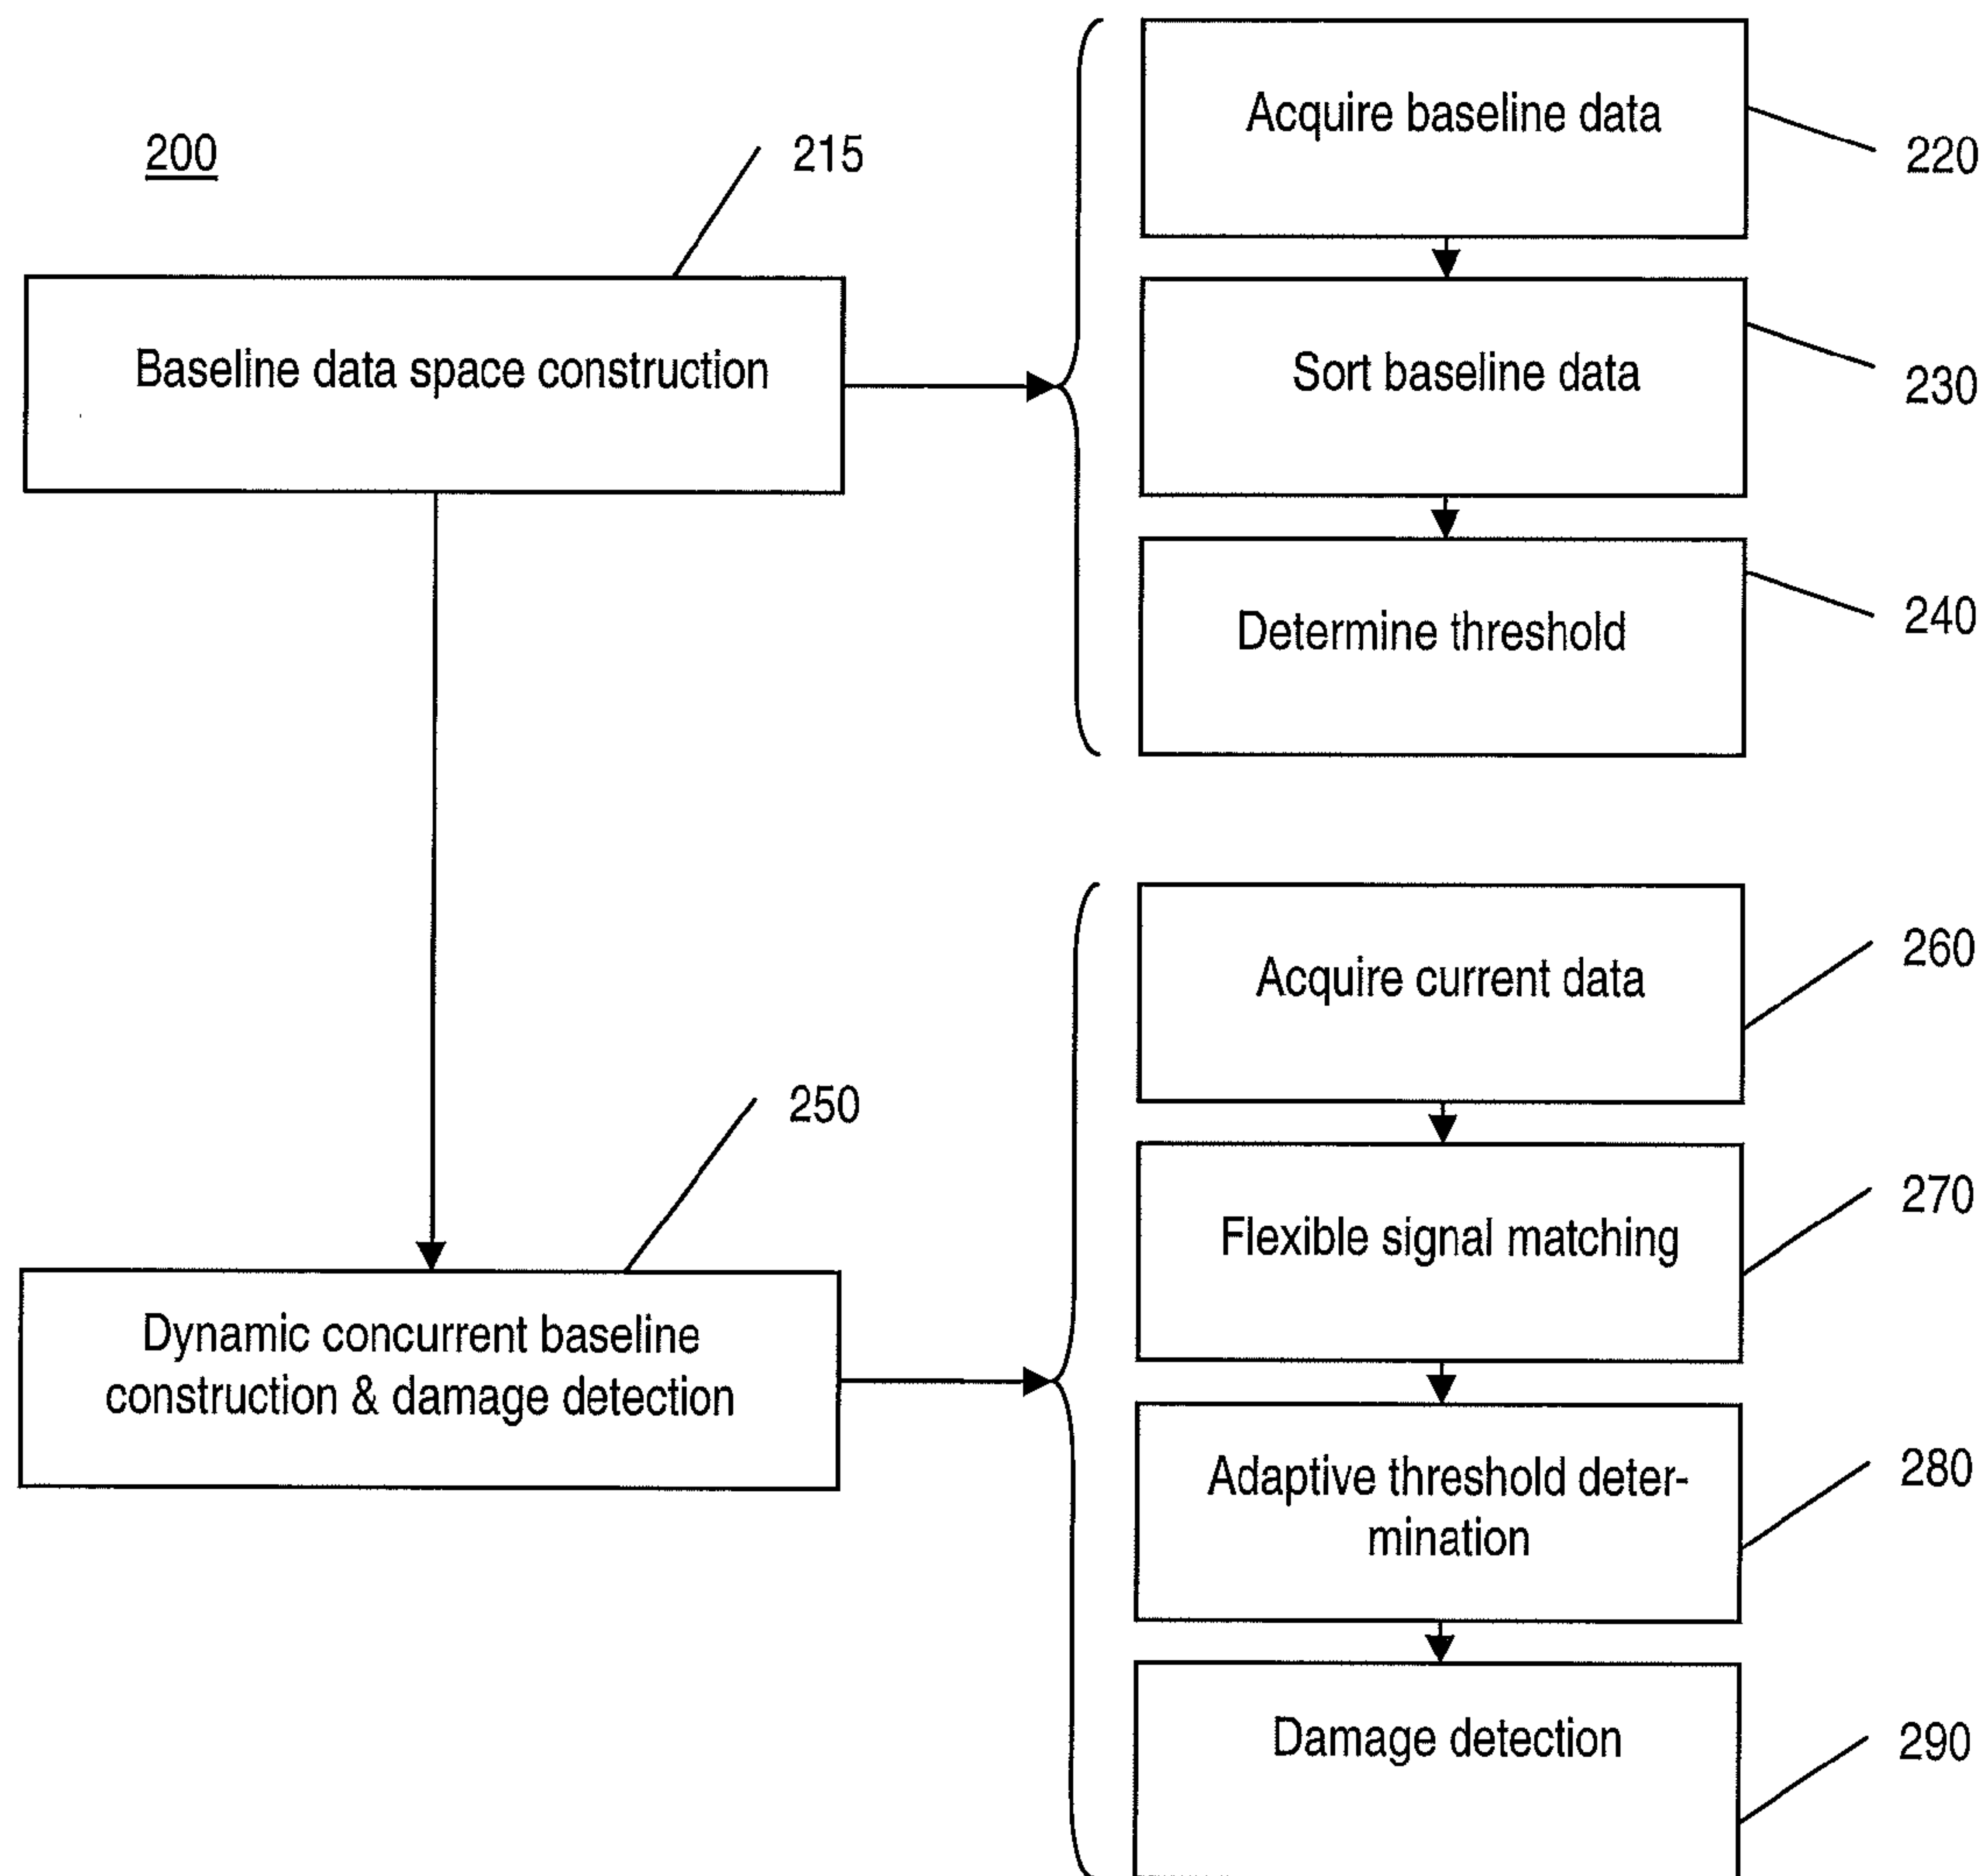 200
215
Baseline data space construction
Acquire baseline data
220
Sort baseline data
230
Determine threshold
240
250
Dynamic concurrent baseline
construction & damage detection
Acquire current data
260
Flexible signal matching
270
Adaptive threshold deter-
mination
280
Damage detection
290